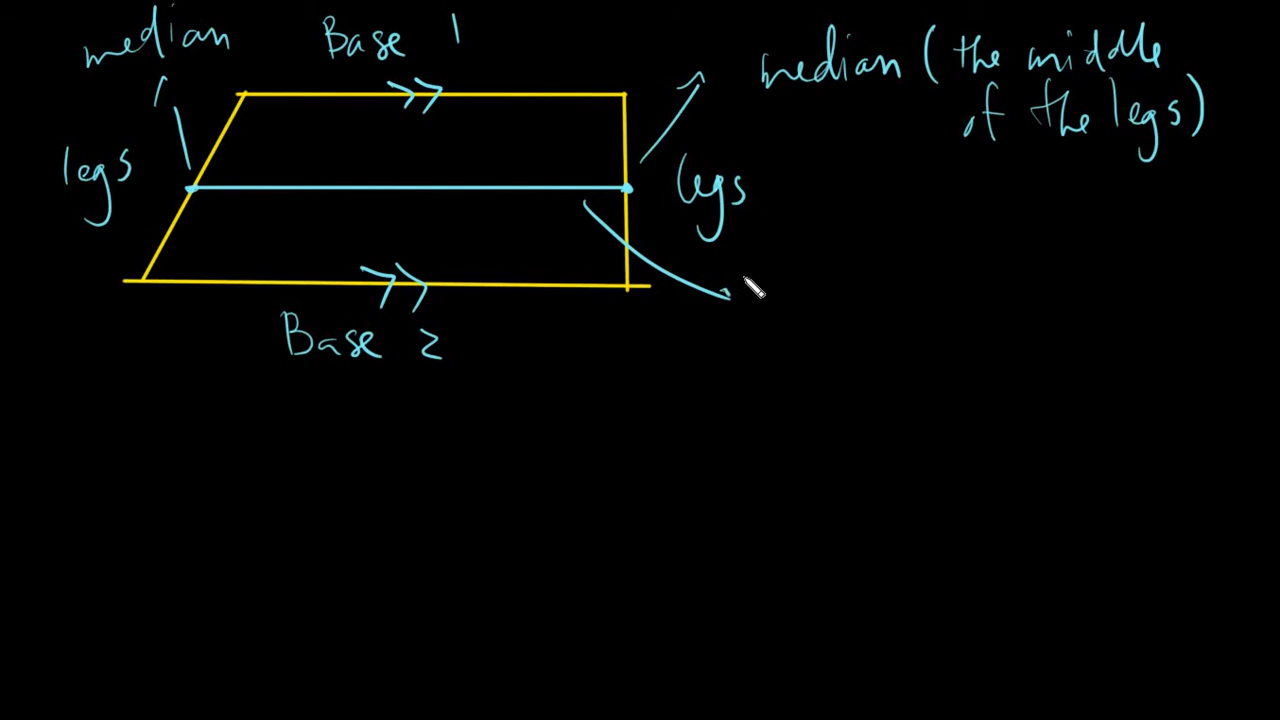 median
Base 1
median (the middle
of the legs)
legs
legs
Base 2